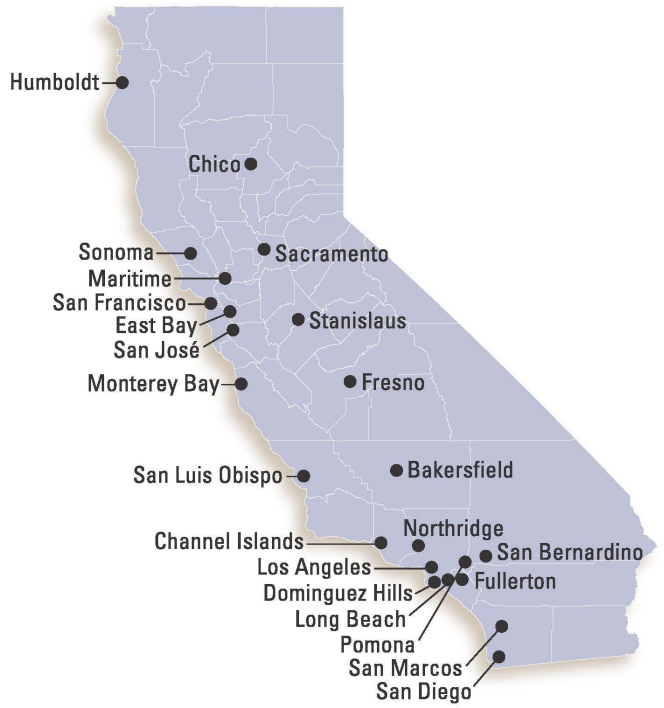 Humboldt
Chico
Sonoma
Sacramento
Maritime
San Francisco
East Bay
Stanislaus
San José
Monterey Bay
Fresno
San Luis Obispo
Bakersfield
Northridge
Channel Islands
San Bernardino
Los Angeles
Fullerton
Dominguez Hills
Long Beach
Pomona
San Marcos
San Diego